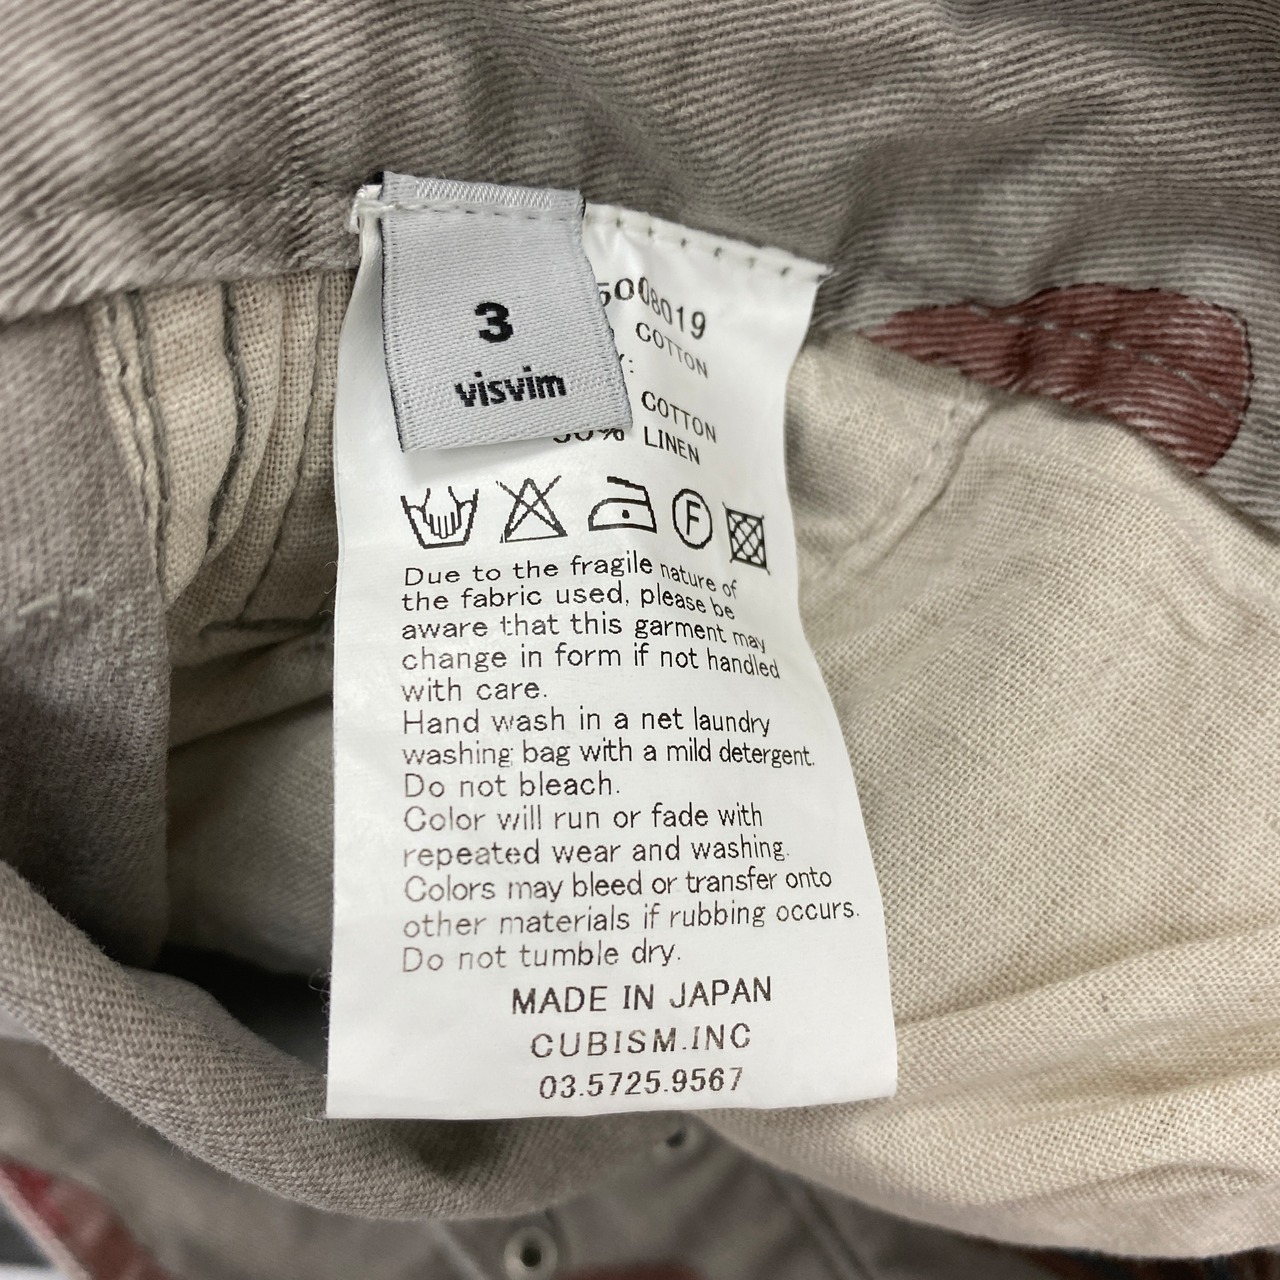 3
visvim
5008019
COTTON
COTTON
LINEN
F
Due to the fragile nature of
the fabric used, please be
aware that this garment may
change in form if not handled
with care.
Hand wash in a net laundry
washing bag with a mild detergent.
Do not bleach.
Color will run or fade with
repeated wear and washing.
Colors may bleed or transfer onto
other materials if rubbing occurs.
Do not tumble dry.
MADE IN JAPAN
CUBISM.INC
03.5725.9567